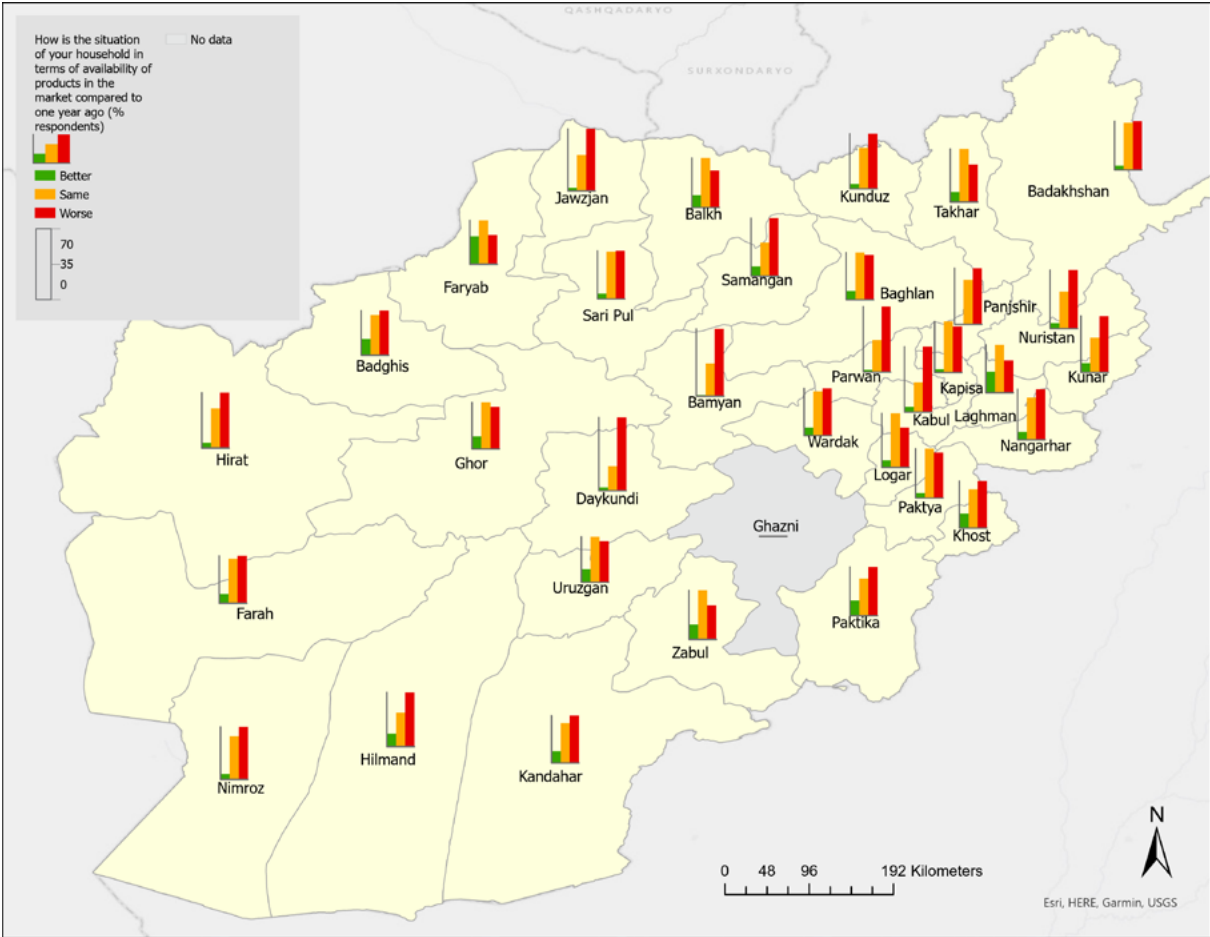 QASHQADARYO
SURXONDARYO
How is the situation
of your household in
terms of availability of
products in the
market compared to
one year ago (%
respondents)
No data
Better
Same
Worse
70
35
0
Jawzjan
Balkh
Kunduz
Takhar
Badakhshan
Faryab
Sari Pul
Samangan
Baghlan
Panjshir
Nuristan
Badghis
Bamyan
Parwan
Kapisa
Kunar
Kabul
Laghman
Hirat
Ghor
Wardak
Nangarhar
Daykundi
Logar
Paktya
Ghazni
Khost
Uruzgan
Farah
Paktika
Zabul
Hilmand
Kandahar
Nimroz
N
0 48 96 192 Kilometers
Esri, HERE, Garmin, USGS